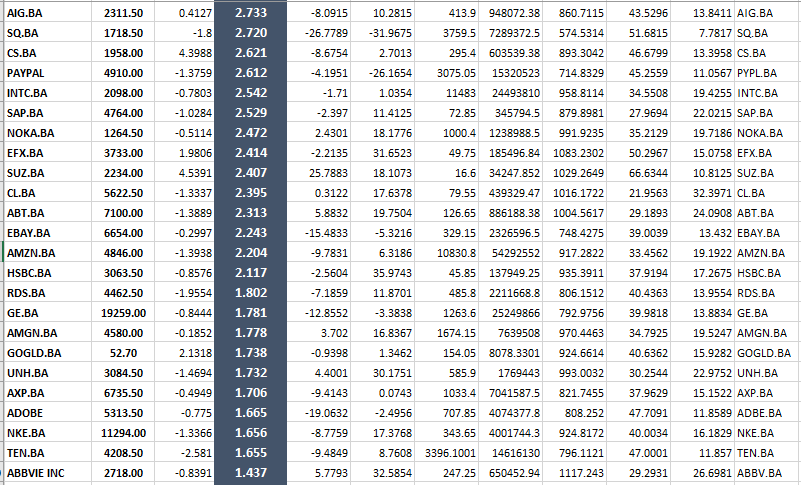 AIG.BA 2311.50 0.4127 2.733 -8.0915 10.2815 413.9 948072.38 860.7115 43.5296 13.8411 AIG.BA
SQ.BA 1718.50 -1.8 2.720 -26.7789 -31.9675 3759.5 7289372.5 574.5314 51.6815 7.7817 SQ.BA
CS.BA 1958.00 4.3988 2.621 -8.6754 2.7013 295.4 603539.38 893.3042 46.6799 13.3958 CS.BA
PAYPAL 4910.00 -1.3759 2.612 -4.1951 -26.1654 3075.05 15320523 714.8329 45.2559 11.0567 PYPL.BA
INTC.BA 2098.00 -0.7803 2.542 -1.71 1.0354 11483 24493810 958.8114 34.5508 19.4255 INTC.BA
SAP.BA 4764.00 -1.0284 2.529 -2.397 11.4125 72.85 345794.5 879.8981 27.9694 22.0215 SAP.BA
NOKA.BA 1264.50 -0.5114 2.472 2.4301 18.1776 1000.4 1238988.5 991.9235 35.2129 19.7186 NOKA.BA
EFX.BA 3733.00 1.9806 2.414 -2.2135 31.6523 49.75 185496.84 1083.2302 50.2967 15.0758 EFX.BA
SUZ.BA 2234.00 4.5391 2.407 25.7883 18.1073 16.6 34247.852 1029.2649 66.6344 10.8125 SUZ.BA
CL.BA 5622.50 -1.3337 2.395 0.3122 17.6378 79.55 439329.47 1016.1722 21.9563 32.3971 CL.BA
ABT.BA 7100.00 -1.3889 2.313 5.8832 19.7504 126.65 886188.38 1004.5617 29.1893 24.0908 ABT.BA
EBAY.BA 6654.00 -0.2997 2.243 -15.4833 -5.3216 329.15 2326596.5 748.4275 39.0039 13.432 EBAY.BA
AMZN.BA 4846.00 -1.3938 2.204 -9.7831 6.3186 10830.8 54292552 917.2822 33.4562 19.1922 AMZN.BA
HSBC.BA 3063.50 -0.8576 2.117 -2.5604 35.9743 45.85 137949.25 935.3911 37.9194 17.2675 HSBC.BA
RDS.BA 4462.50 -1.9554 1.802 -7.1859 11.8701 485.8 2211668.8 806.1512 40.4363 13.9554 RDS.BA
GE.BA 19259.00 -0.8444 1.781 -12.8552 -3.3838 1263.6 25249866 792.9756 39.9818 13.8834 GE.BA
AMGN.BA 4580.00 -0.1852 1.778 3.702 16.8367 1674.15 7639508 970.4463 34.7925 19.5247 AMGN.BA
GOGLD.BA 52.70 2.1318 1.738 -0.9398 1.3462 154.05 8078.3301 924.6614 40.6362 15.9282 GOGLD.BA
UNH.BA 3084.50 -1.4694 1.732 4.4001 30.1751 585.9 1769443 993.0032 30.2544 22.9752 UNH.BA
AXP.BA 6735.50 -0.4949 1.706 -9.4143 0.0743 1033.4 7041587.5 821.7455 37.9629 15.1522 AXP.BA
ADOBE 5313.50 -0.775 1.665 -19.0632 -2.4956 707.85 4074377.8 808.252 47.7091 11.8589 ADBE.BA
NKE.BA 11294.00 -1.3366 1.656 -8.7759 17.3768 343.65 4001744.3 924.8172 40.0034 16.1829 NKE.BA
TEN.BA 4208.50 -2.581 1.655 -9.4849 8.7608 3396.1001 14616130 796.1121 47.0001 11.857 TEN.BA
ABBVIE INC 2718.00 -0.8391 1.437 5.7793 32.5854 247.25 650452.94 1117.243 29.2931 26.6981 ABBV.BA